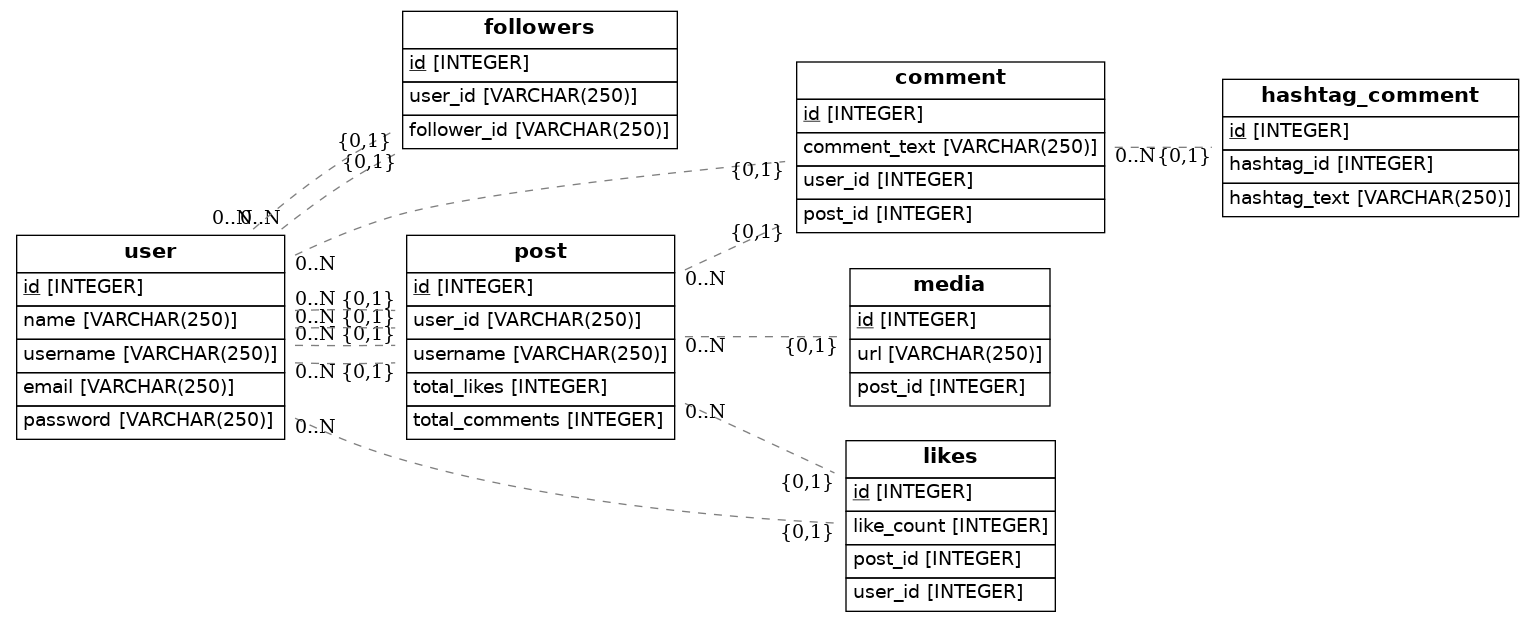 followers
id [INTEGER]
user_id [VARCHAR(250)]
follower_id [VARCHAR(250)]
{0,1}
{0,1}
0..N
0..N
user
id [INTEGER]
name [VARCHAR(250)]
username [VARCHAR(250)]
email [VARCHAR(250)]
password [VARCHAR(250)]
0..N
{0,1}
0..N {0,1}
0..N {0,1}
0..N {0,1}
0..N {0,1}
0..N
{0,1}
post
id [INTEGER]
user_id [VARCHAR(250)]
username [VARCHAR(250)]
total_likes [INTEGER]
total_comments [INTEGER]
0..N
{0,1}
0..N
{0,1}
0..N
{0,1}
comment
id [INTEGER]
comment_text [VARCHAR(250)]
user_id [INTEGER]
post_id [INTEGER]
0..N {0,1}
hashtag_comment
id [INTEGER]
hashtag_id [INTEGER]
hashtag_text [VARCHAR(250)]
media
id [INTEGER]
url [VARCHAR(250)]
post_id [INTEGER]
likes
id [INTEGER]
like_count [INTEGER]
post_id [INTEGER]
user_id [INTEGER]